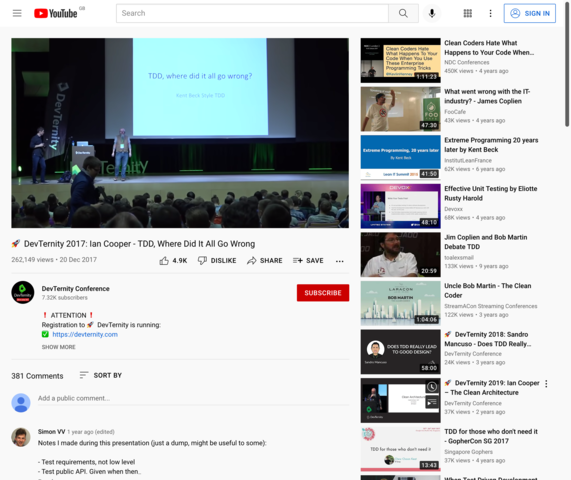 YouTube GB
Search
SIGN IN
TDD, where did it all go wrong?
Kent Beck Style TDD
DevTernity
🚀 DevTernity 2017: Ian Cooper - TDD, Where Did It All Go Wrong
262,149 views • 20 Dec 2017
4.9K
DISLIKE
SHARE
SAVE
DevTernity Conference
7.32K subscribers
SUBSCRIBE
❗ ATTENTION❗
Registration to 🚀 DevTernity is running:
✅ https://devternity.com
SHOW MORE
381 Comments
SORT BY
Add a public comment...
Simon VV 1 year ago (edited)
Notes I made during this presentation (just a dump, might be useful to some):
- Test requirements, not low level
- Test public API. Given when then..
Clean Coders Hate What
Happens to Your Code
When You Use These
Enterprise Programming
Tricks
1:11:23
Clean Coders Hate What
Happens to Your Code When...
NDC Conferences
450K views • 4 years ago
47:30
What went wrong with the IT-
industry? - James Coplien
FooCafe
43K views • 4 years ago
Extreme Programming 20 years later
By Kent Beck
41:50
Extreme Programming 20 years
later by Kent Beck
InstitutLeanFrance
62K views • 6 years ago
DEVOXX
48:10
Effective Unit Testing by Eliotte
Rusty Harold
Devoxx
68K views • 4 years ago
20:59
Jim Coplien and Bob Martin
Debate TDD
toalexsmail
133K views • 9 years ago
LARACON
BOB MARTIN
1:04:06
Uncle Bob Martin - The Clean
Coder
StreamACon Streaming Conferences
122K views • 3 years ago
DOES TDD REALLY LEAD
TO GOOD DESIGN?
58:00
🚀 DevTernity 2018: Sandro
Mancuso - Does TDD Really...
DevTernity Conference
24K views • 3 years ago
🚀 DevTernity 2019: Ian Cooper
– The Clean Architecture
DevTernity Conference
37K views • 2 years ago
TDD for those who don't need it
13:43
TDD for those who don't need it
- GopherCon SG 2017
Singapore Gophers
37K views • 4 years ago
When Test Driven Development